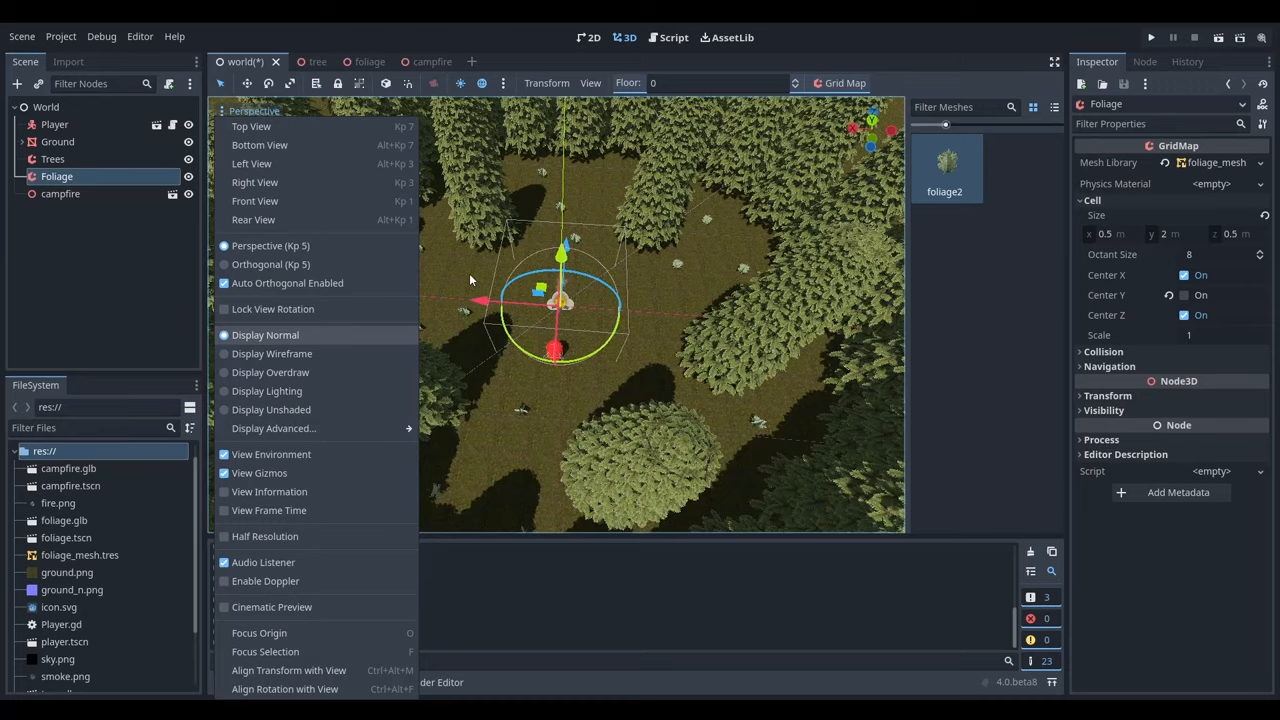 Scene Project Debug Editor Help
2D 3D Script AssetLib
Scene Import
Filter Nodes
World
Player
Ground
Trees
Foliage
campfire
FileSystem
res://
Filter Files
res://
campfire.glb
campfire.tscn
fire.png
foliage.glb
foliage.tscn
foliage_mesh.tres
ground.png
ground_n.png
icon.svg
Player.gd
player.tscn
sky.png
smoke.png
world(*) tree foliage campfire
Transform View Floor: 0 Grid Map
Perspective
Top View Kp 7
Bottom View Alt+Kp 7
Left View Alt+Kp 3
Right View Kp 3
Front View Kp 1
Rear View Alt+Kp 1
Perspective (Kp 5)
Orthogonal (Kp 5)
Auto Orthogonal Enabled
Lock View Rotation
Display Normal
Display Wireframe
Display Overdraw
Display Lighting
Display Unshaded
Display Advanced...
View Environment
View Gizmos
View Information
View Frame Time
Half Resolution
Audio Listener
Enable Doppler
Cinematic Preview
Focus Origin O
Focus Selection F
Align Transform with View Ctrl+Alt+M
Align Rotation with View Ctrl+Alt+F
Y
Filter Meshes
foliage2
3
0
0
23
der Editor
4.0.beta8
Inspector Node History
Foliage
Filter Properties
GridMap
Mesh Library foliage_mesh
Physics Material <empty>
Cell
Size
x 0.5 m y 2 m z 0.5 m
Octant Size 8
Center X On
Center Y On
Center Z On
Scale 1
Collision
Navigation
Node3D
Transform
Visibility
Node
Process
Editor Description
Script <empty>
Add Metadata